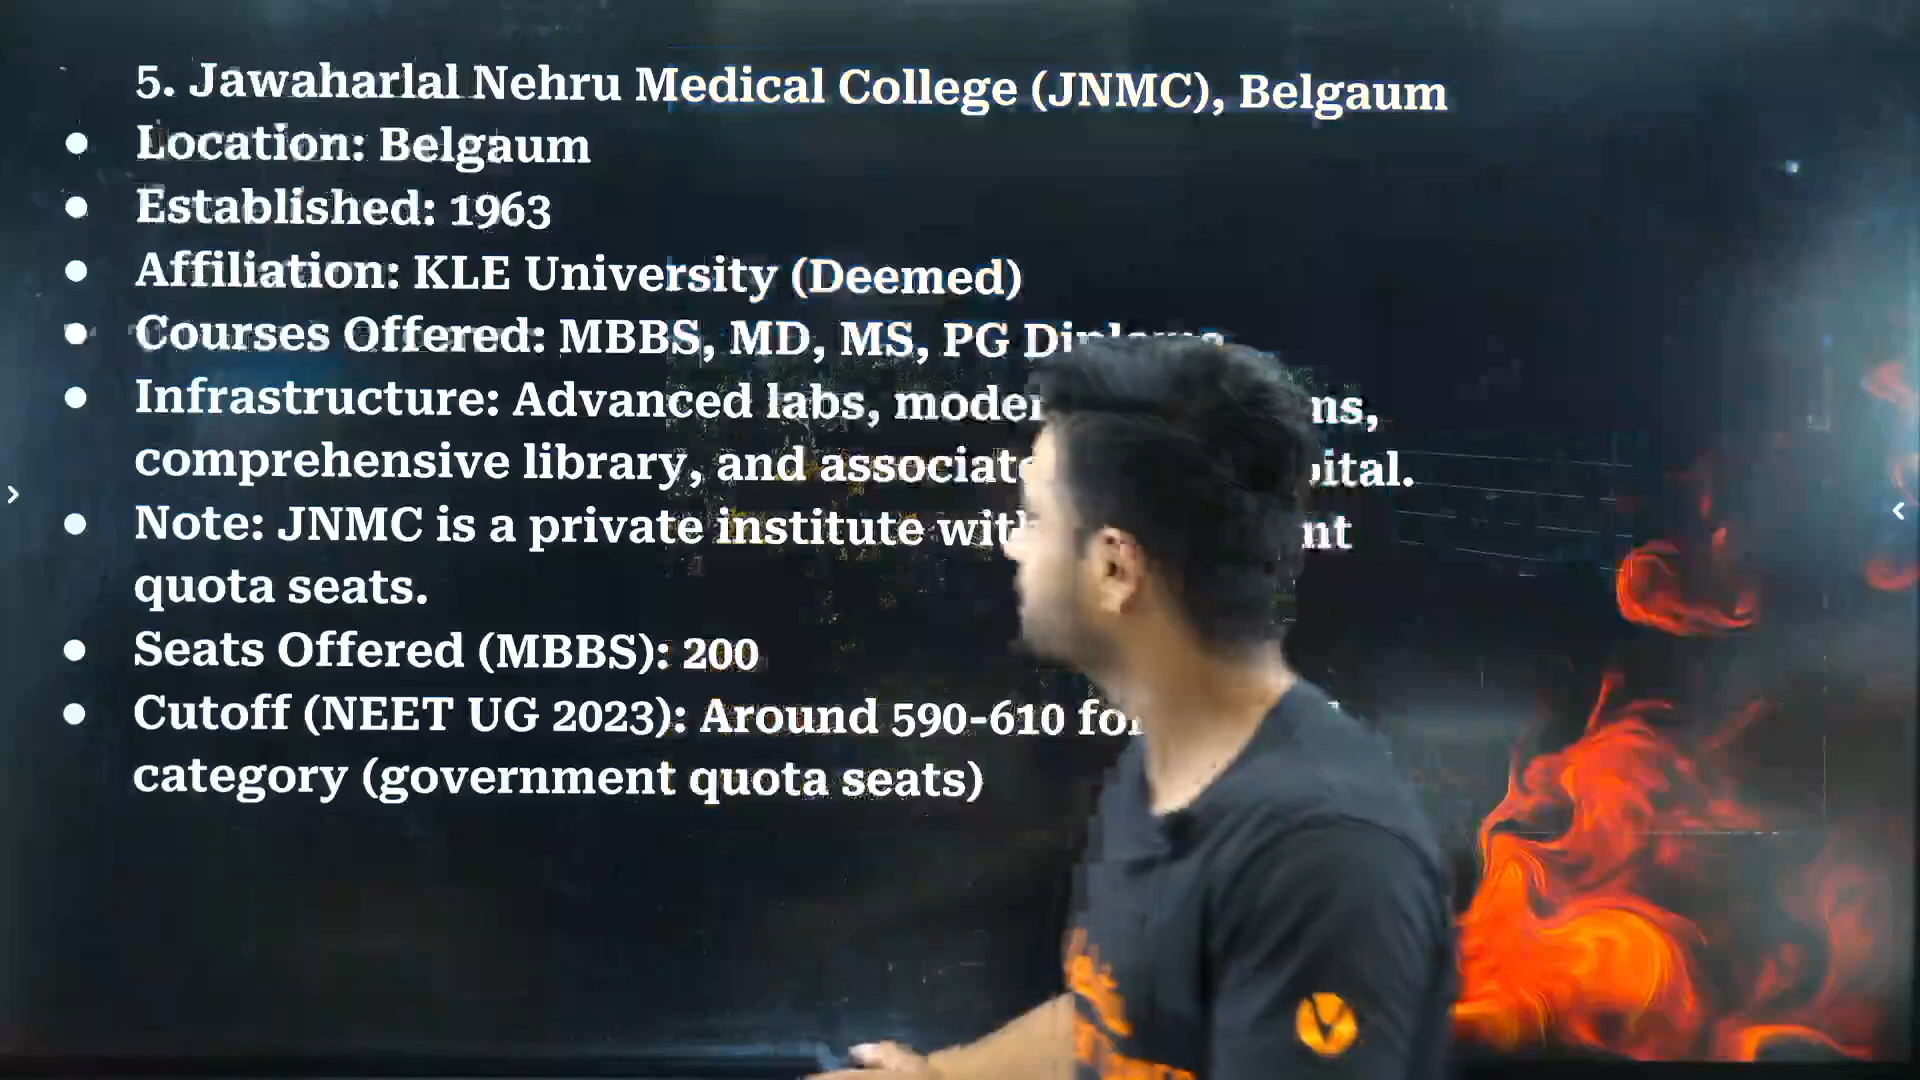 5. Jawaharlal Nehru Medical College (JNMC), Belgaum
● Location: Belgaum
● Established: 1963
● Affiliation: KLE University (Deemed)
● Courses Offered: MBBS, MD, MS, PG Diploma
● Infrastructure: Advanced labs,
comprehensive library, and
● Note: JNMC is a private institute
quota seats.
● Seats Offered (MBBS): 200
● Cutoff (NEET UG 2023): Around 590-610
category (government quota seats)